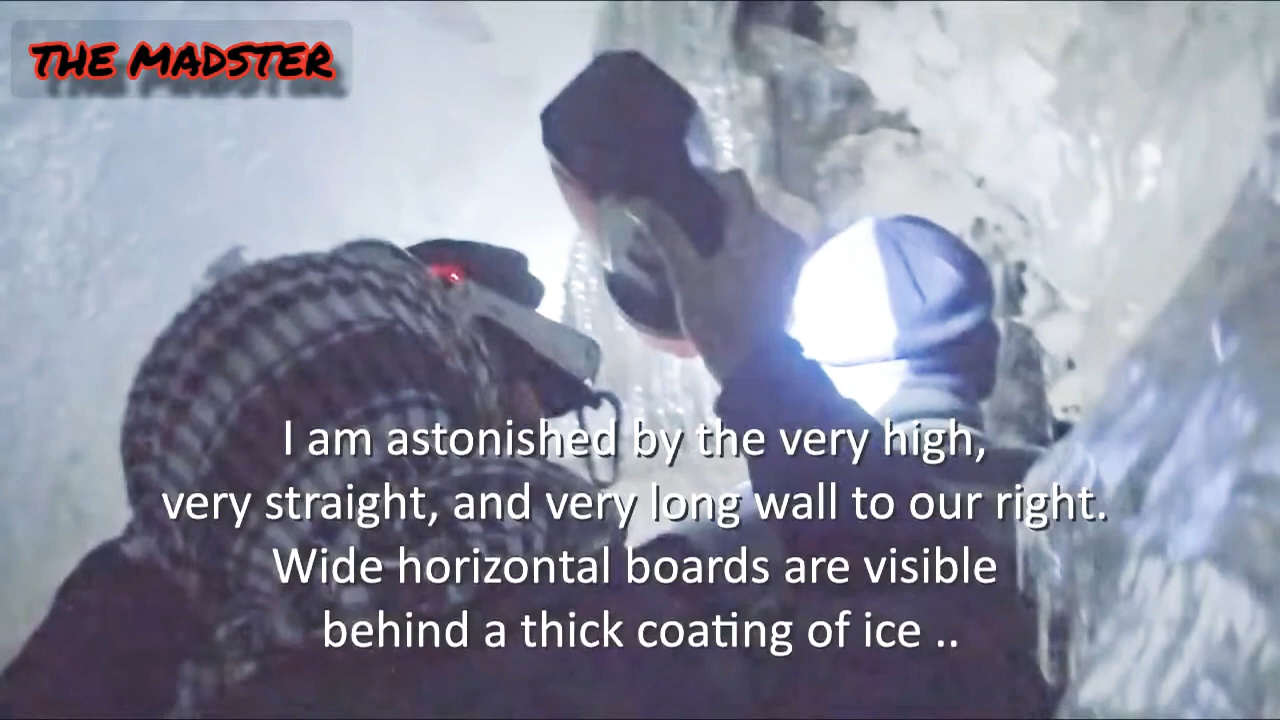 THE MADSTER
I am astonished by the very high,
very straight, and very long wall to our right.
Wide horizontal boards are visible
behind a thick coating of ice ..